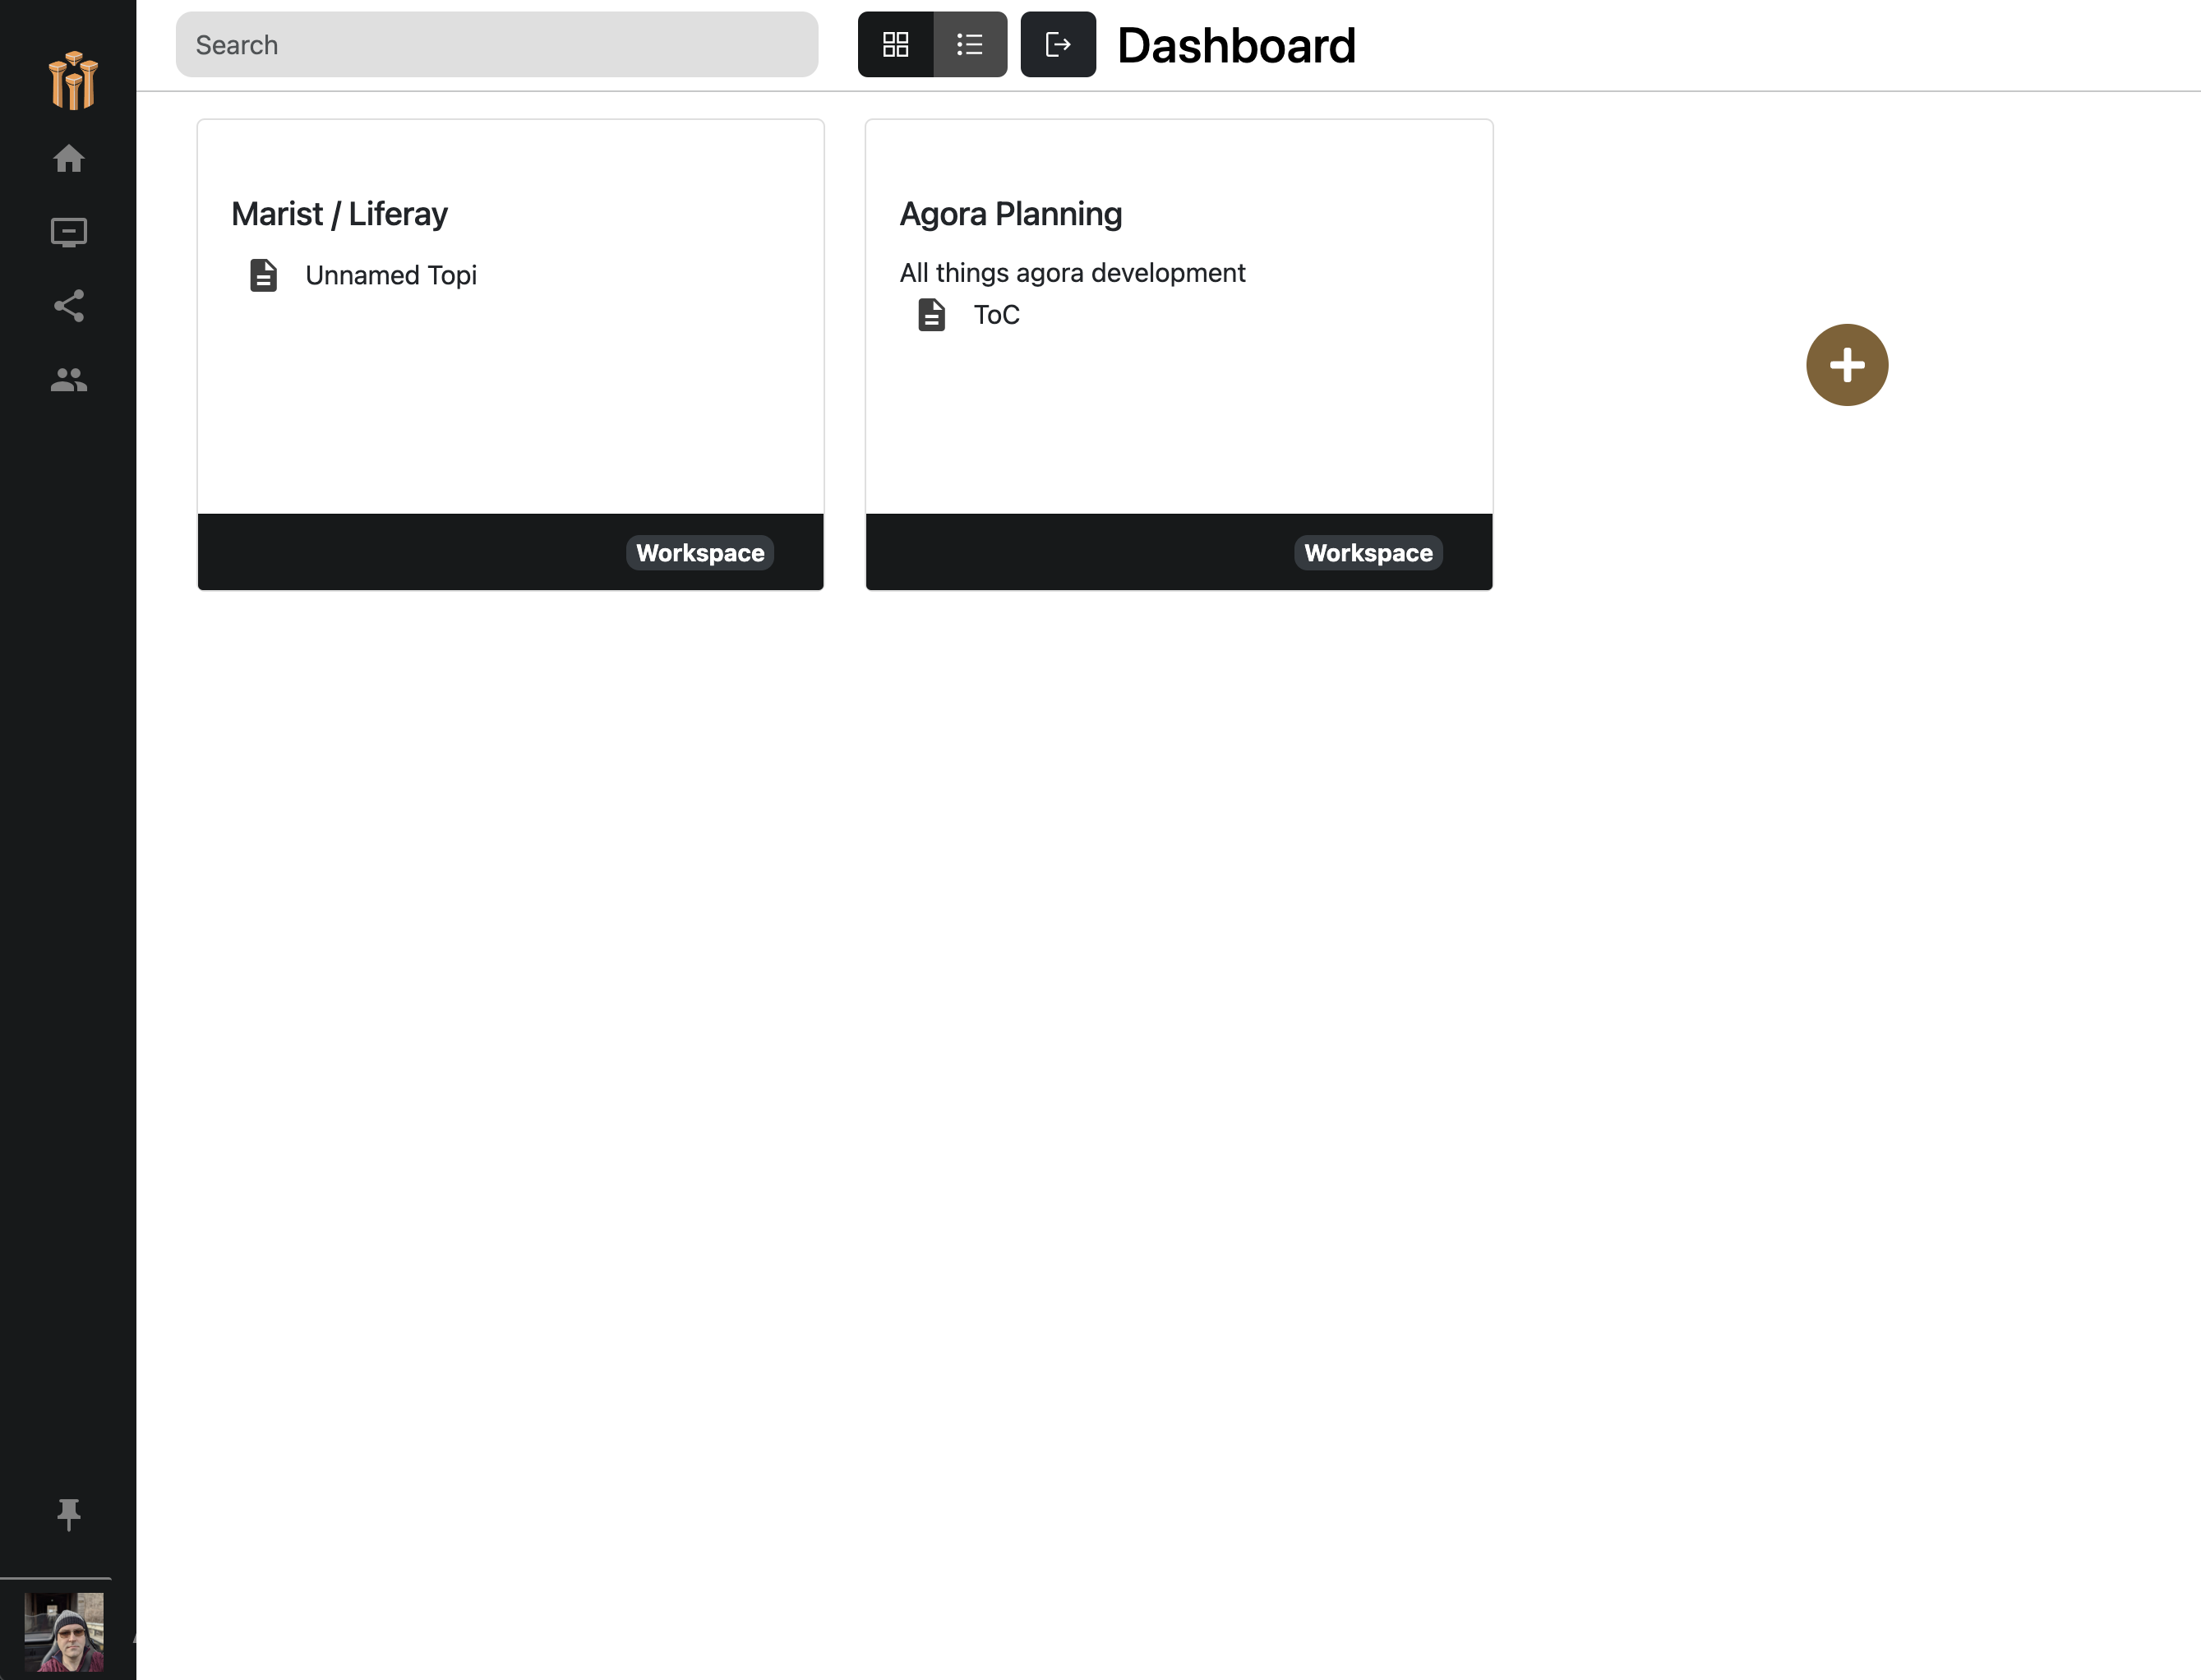 Search
Dashboard
Marist / Liferay
Unnamed Topi
Workspace
Agora Planning
All things agora development
ToC
Workspace